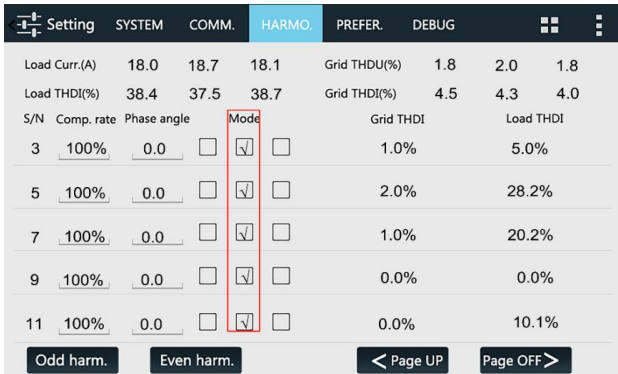 Setting SYSTEM COMM. HARMO. PREFER. DEBUG
Load Curr.(A) 18.0 18.7 18.1 Grid THDU(%) 1.8 2.0 1.8
Load THDI(%) 38.4 37.5 38.7 Grid THDI(%) 4.5 4.3 4.0
S/N Comp. rate Phase angle Mode Grid THDI Load THDI
3 100% 0.0 √ 1.0% 5.0%
5 100% 0.0 √ 2.0% 28.2%
7 100% 0.0 √ 1.0% 20.2%
9 100% 0.0 √ 0.0% 0.0%
11 100% 0.0 √ 0.0% 10.1%
Odd harm. Even harm. < Page UP Page OFF >